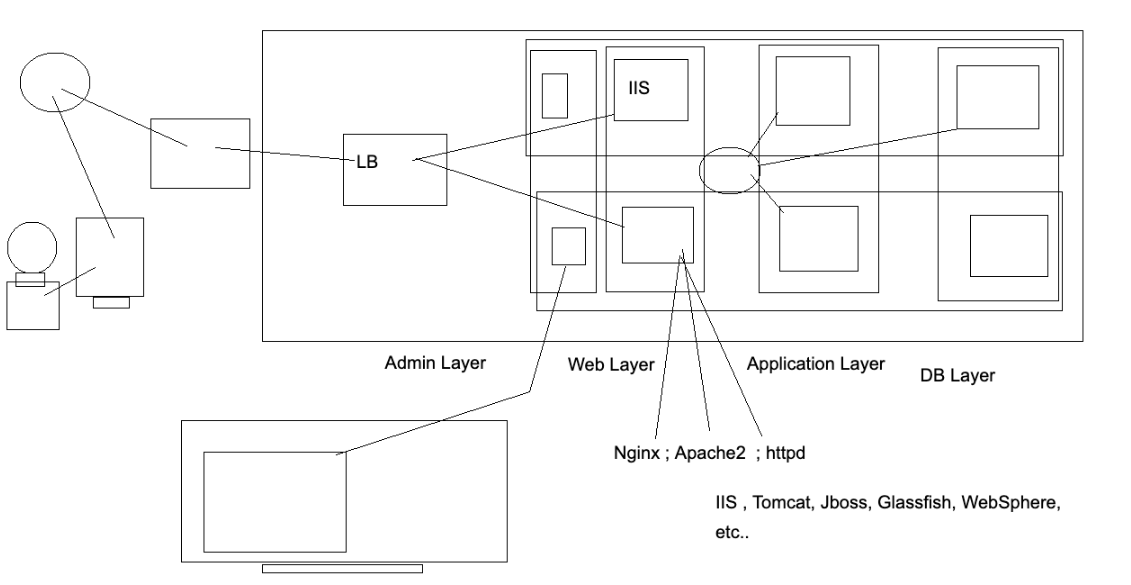 IIS
LB
Admin Layer
Web Layer
Application Layer
DB Layer
Nginx ; Apache2 ; httpd
IIS , Tomcat, Jboss, Glassfish, WebSphere,
etc..